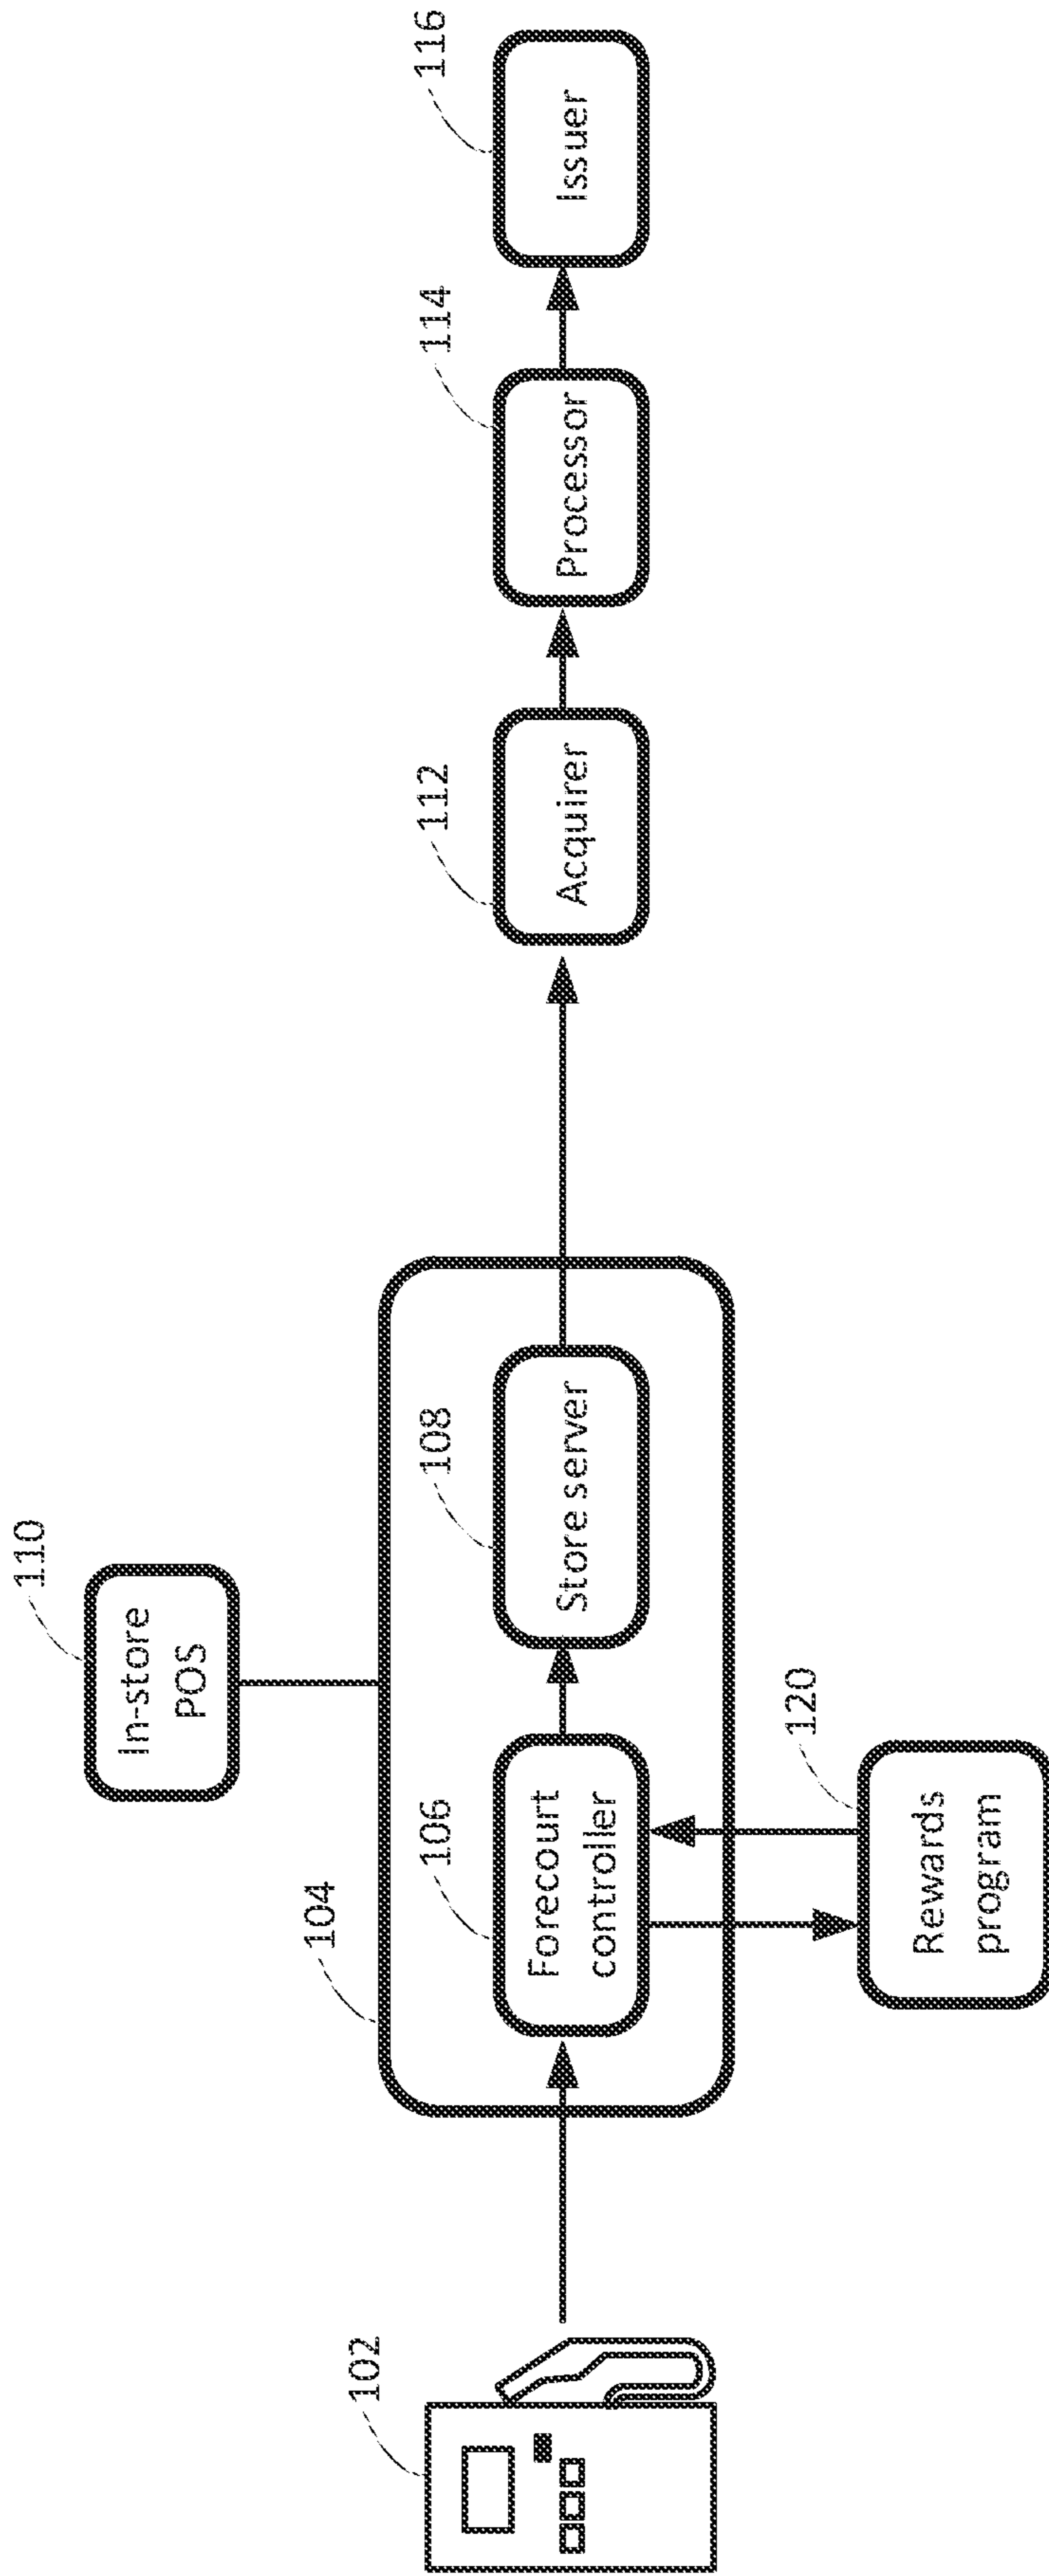 102
104
106
Forecourt
controller
108
Store server
110
In-store
POS
120
Rewards
program
112
Acquirer
114
Processor
116
Issuer